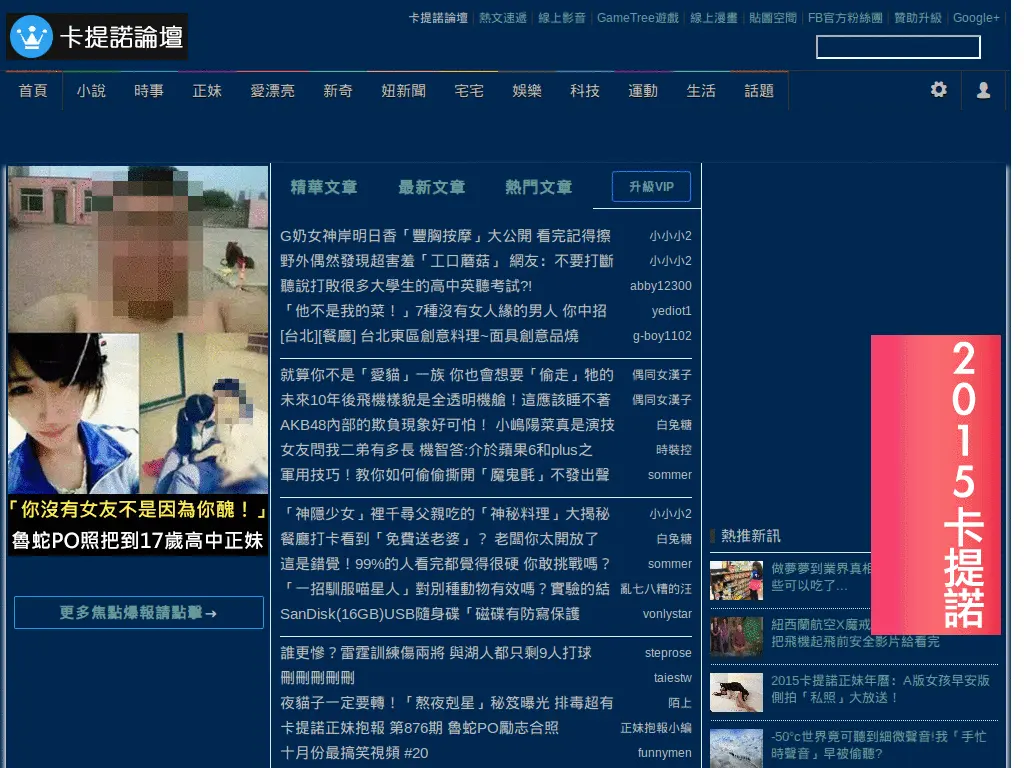 卡提諾論壇
卡提諾論壇 熱文速遞 線上影音 GameTree遊戲 線上漫畫 貼圖空間 FB官方粉絲團 贊助升級 Google+
首頁 小說 時事 正妹 愛漂亮 新奇 妞新聞 宅宅 娛樂 科技 運動 生活 話題
「你沒有女友不是因為你醜！」
魯蛇PO照把到17歲高中正妹
更多焦點爆報請點擊→
精華文章 最新文章 熱門文章 升級VIP
G奶女神岸明日香「豐胸按摩」大公開 看完記得擦 小小小2
野外偶然發現超害羞「工口蘑菇」 網友：不要打斷 小小小2
聽說打敗很多大學生的高中英聽考試?! abby12300
「他不是我的菜！」7種沒有女人緣的男人 你中招 yediot1
[台北][餐廳] 台北東區創意料理~面具創意品燒 g-boy1102
就算你不是「愛貓」一族 你也會想要「偷走」牠的 偶同女漢子
未來10年後飛機樣貌是全透明機艙！這應該睡不著 偶同女漢子
AKB48內部的欺負現象好可怕！ 小嶋陽菜真是演技 白兔糖
女友問我二弟有多長 機智答:介於蘋果6和plus之 時裝控
軍用技巧！教你如何偷偷撕開「魔鬼氈」不發出聲 sommer
「神隱少女」裡千尋父親吃的「神秘料理」大揭秘 小小小2
餐廳打卡看到「免費送老婆」？ 老闆你太開放了 白兔糖
這是錯覺！99%的人看完都覺得很硬 你敢挑戰嗎？ sommer
「一招馴服喵星人」對別種動物有效嗎？實驗的結 亂七八糟的汪
SanDisk(16GB)USB隨身碟「磁碟有防寫保護 vonlystar
誰更慘？雷霆訓練傷兩將 與湖人都只剩9人打球 steprose
刪刪刪刪刪 taiestw
夜貓子一定要轉！「熬夜剋星」秘笈曝光 排毒超有 陌上
卡提諾正妹抱報 第876期 魯蛇PO勵志合照 正妹抱報小編
十月份最搞笑視頻 #20 funnymen
熱推新訊
做夢夢到業界真相
些可以吃了...
紐西蘭航空X魔戒
把飛機起飛前安全影片給看完
2015卡提諾正妹年曆：A版女孩早安版
側拍「私照」大放送！
-50°c世界竟可聽到細微聲音!我「手忙
時聲音」早被偷聽?
2015卡提諾